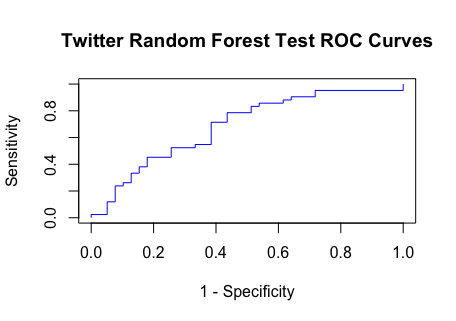 Twitter Random Forest Test ROC Curves
Sensitivity
0.8
0.4
0.0
0.0 0.2 0.4 0.6 0.8 1.0
1 - Specificity